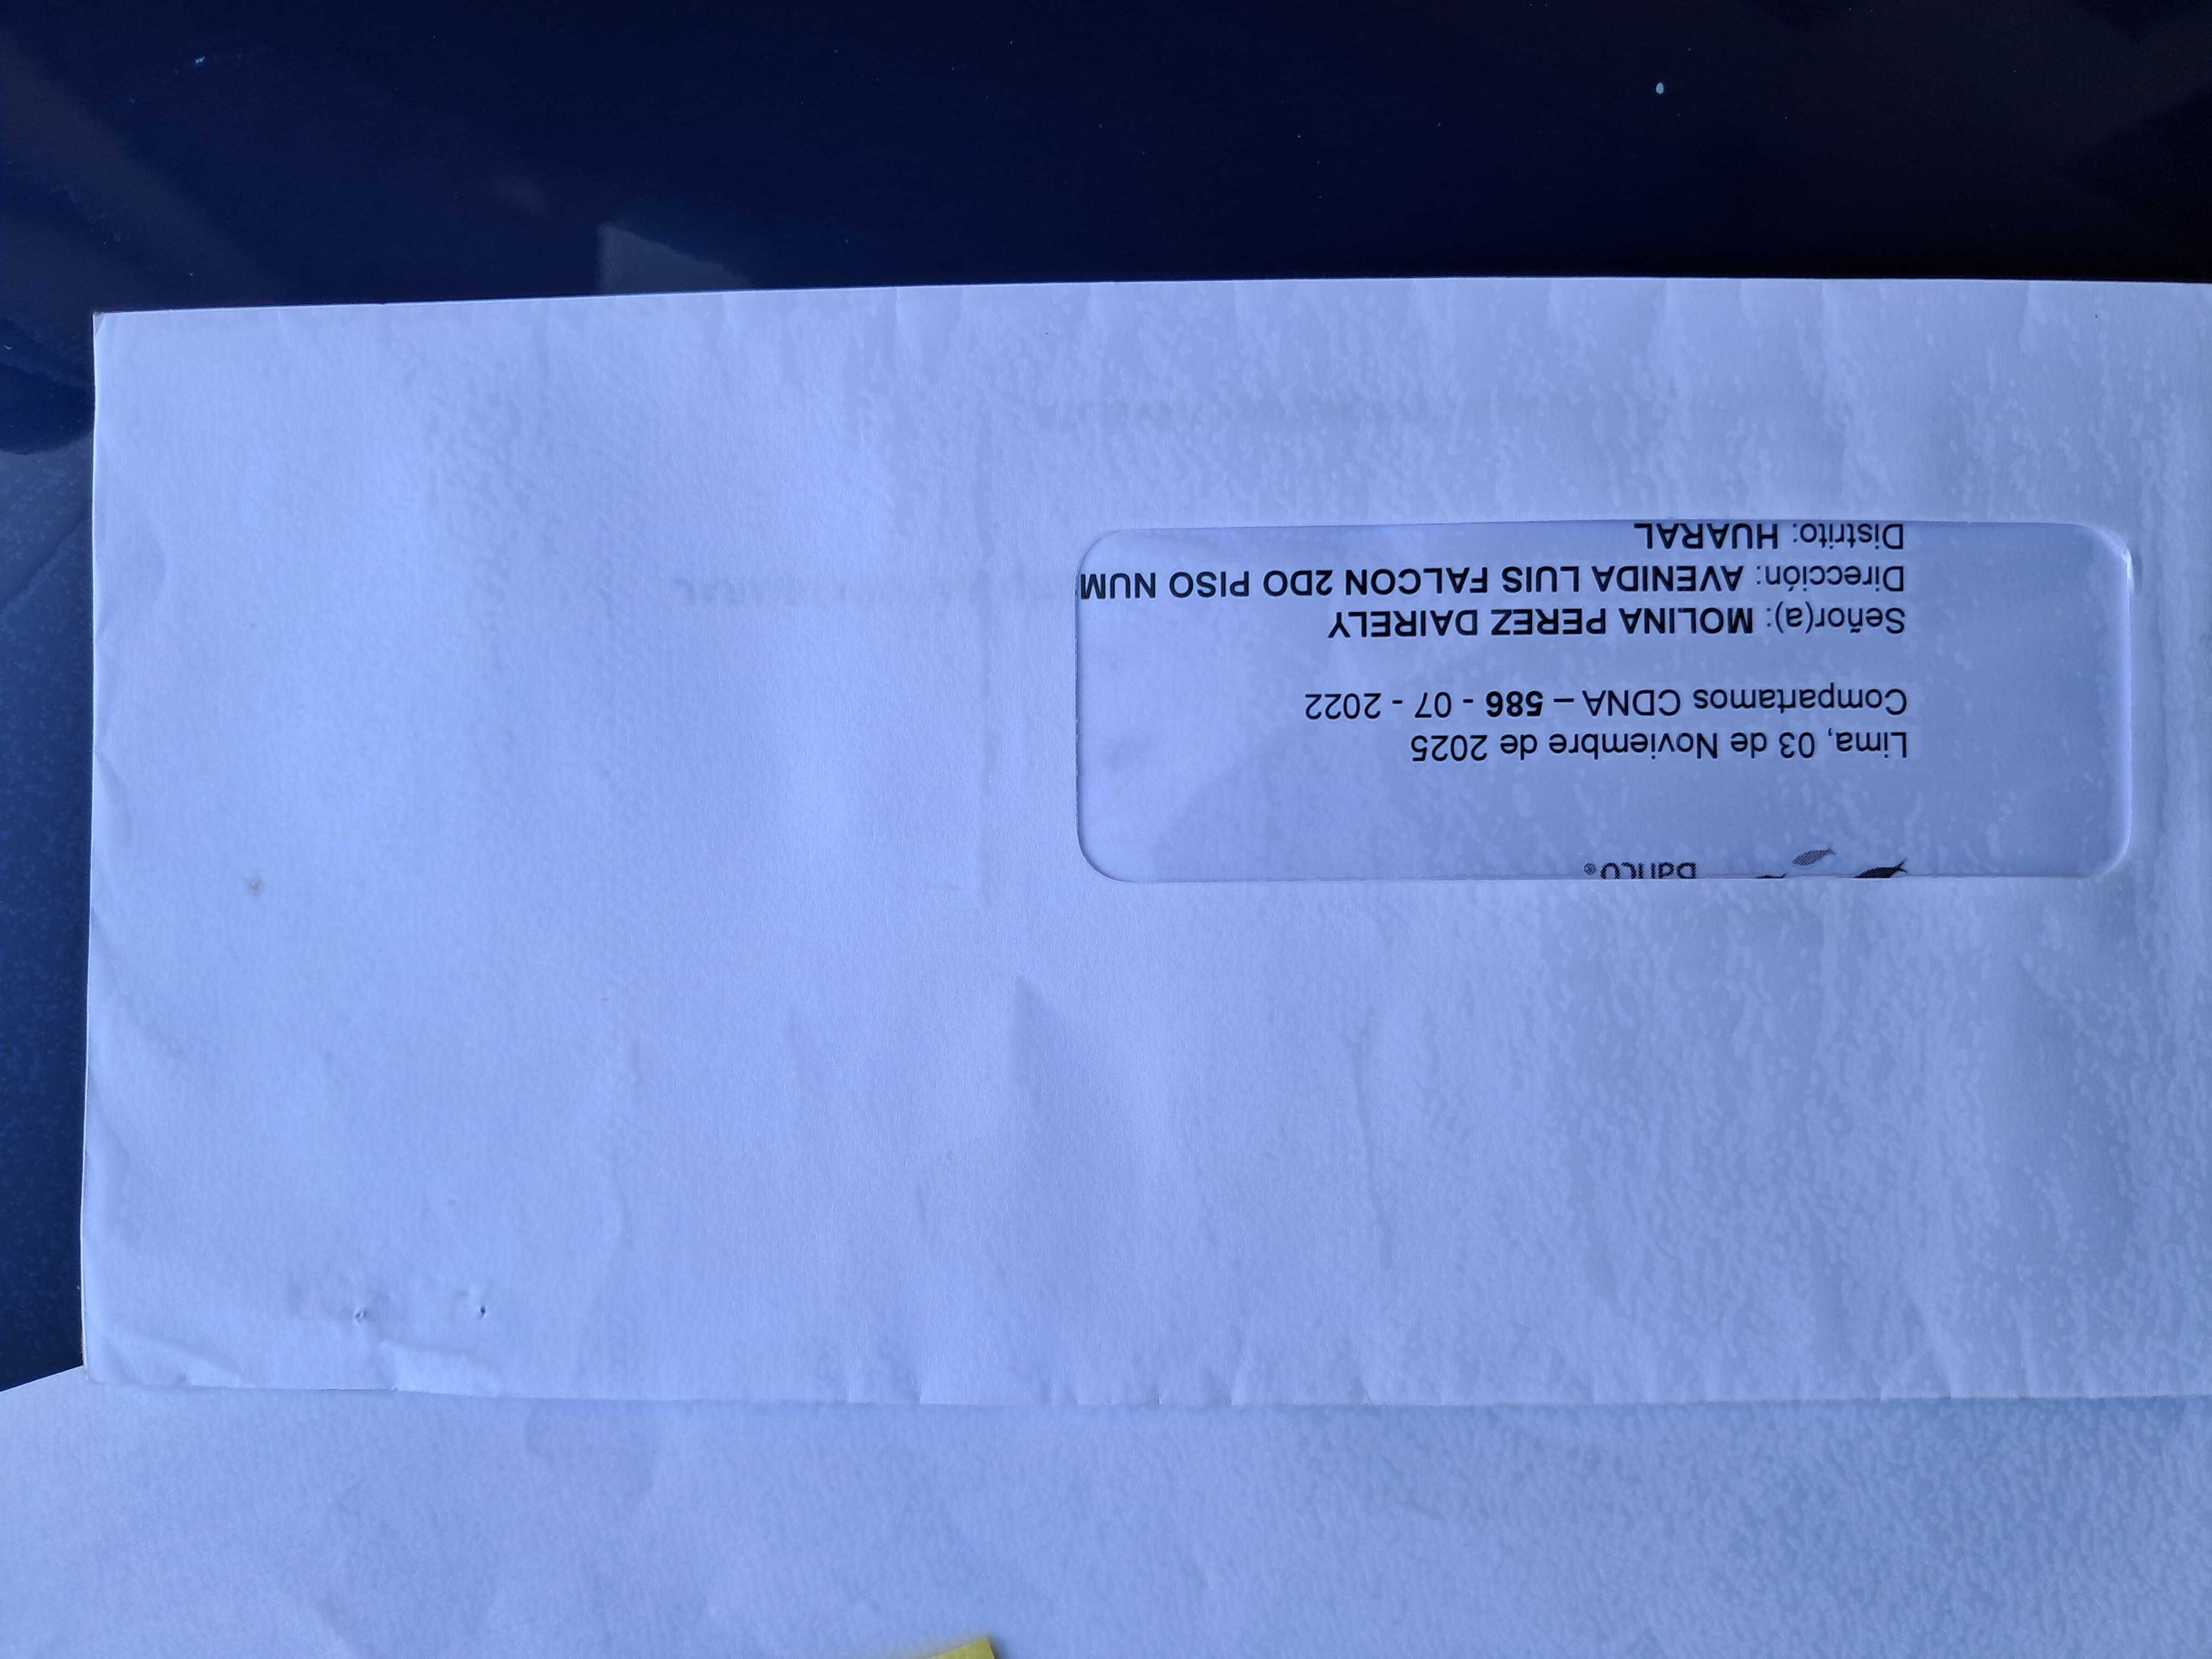 banco®
Lima, 03 de Noviembre de 2025
Compartamos CDNA – 586 - 07 - 2022
Señor(a): MOLINA PEREZ DAIRELY
Dirección: AVENIDA LUIS FALCON 2DO PISO NUM
Distrito: HUARAL